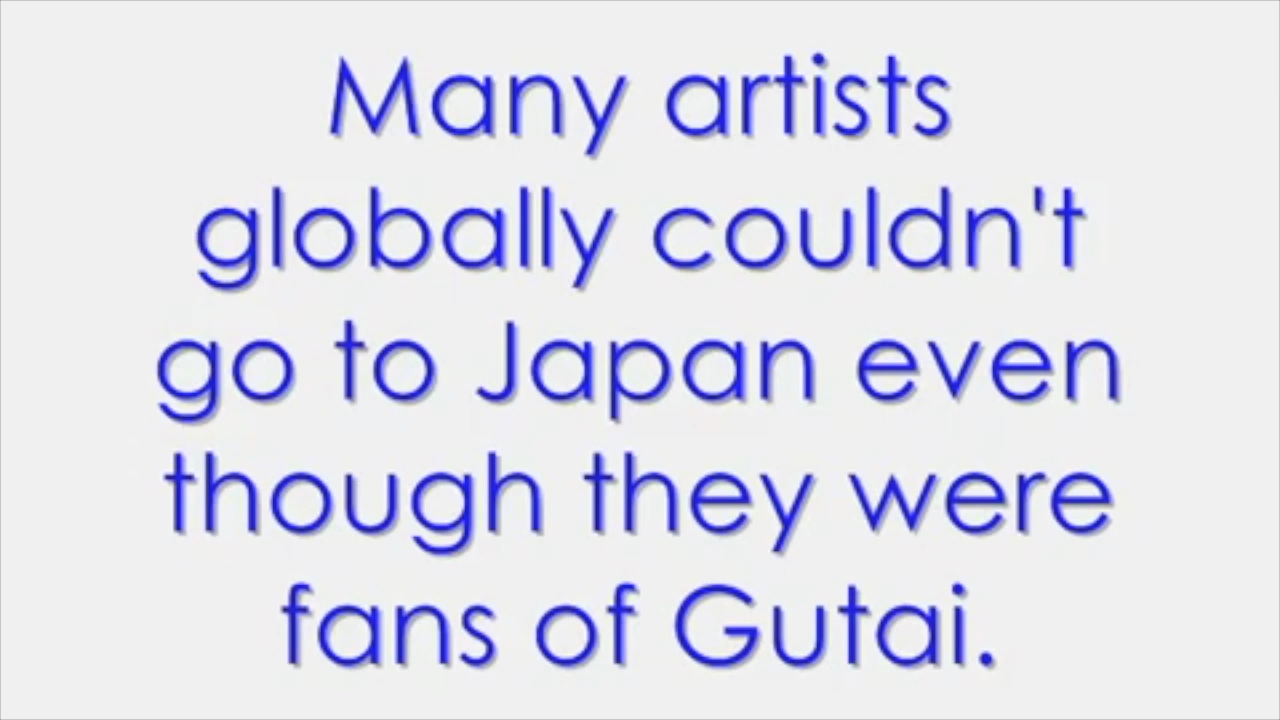 Many artists
globally couldn't
go to Japan even
though they were
fans of Gutai.